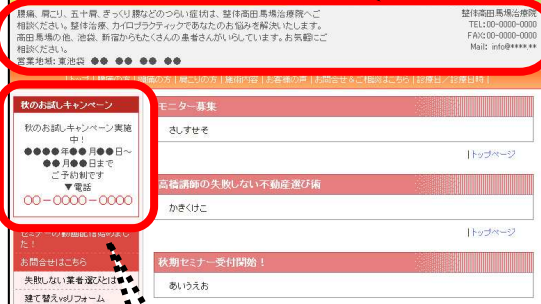 腰痛、肩こり、五十肩、ぎっくり腰などのつらい症状は、整体高田馬場治療院へご
相談ください。整体治療、カイロプラクティックであなたのお悩みを解決いたします。
高田馬場の他、池袋、新宿からもたくさんの患者さんがいらしています。お気軽にご
相談ください。
営業地域:東池袋 ●● ●● ●● ●●
整体高田馬場治療院
TEL:00-0000-0000
FAX:00-0000-0000
Mail: info@****.**
秋のお試しキャンペーン
秋のお試しキャンペーン実施
中!
●●●●年●●月●●日~
●●月●●日まで
ご予約制です
▼電話
00-0000-0000
セミナーの動画配信始めまし
た!
お問合せはこちら
失敗しない業者選びとは
建て替えvsリフォーム
モニター募集
さしすせそ
|トップページ
高橋講師の失敗しない不動産選び術
かきくけこ
|トップページ
秋期セミナー受付開始!
あいうえお